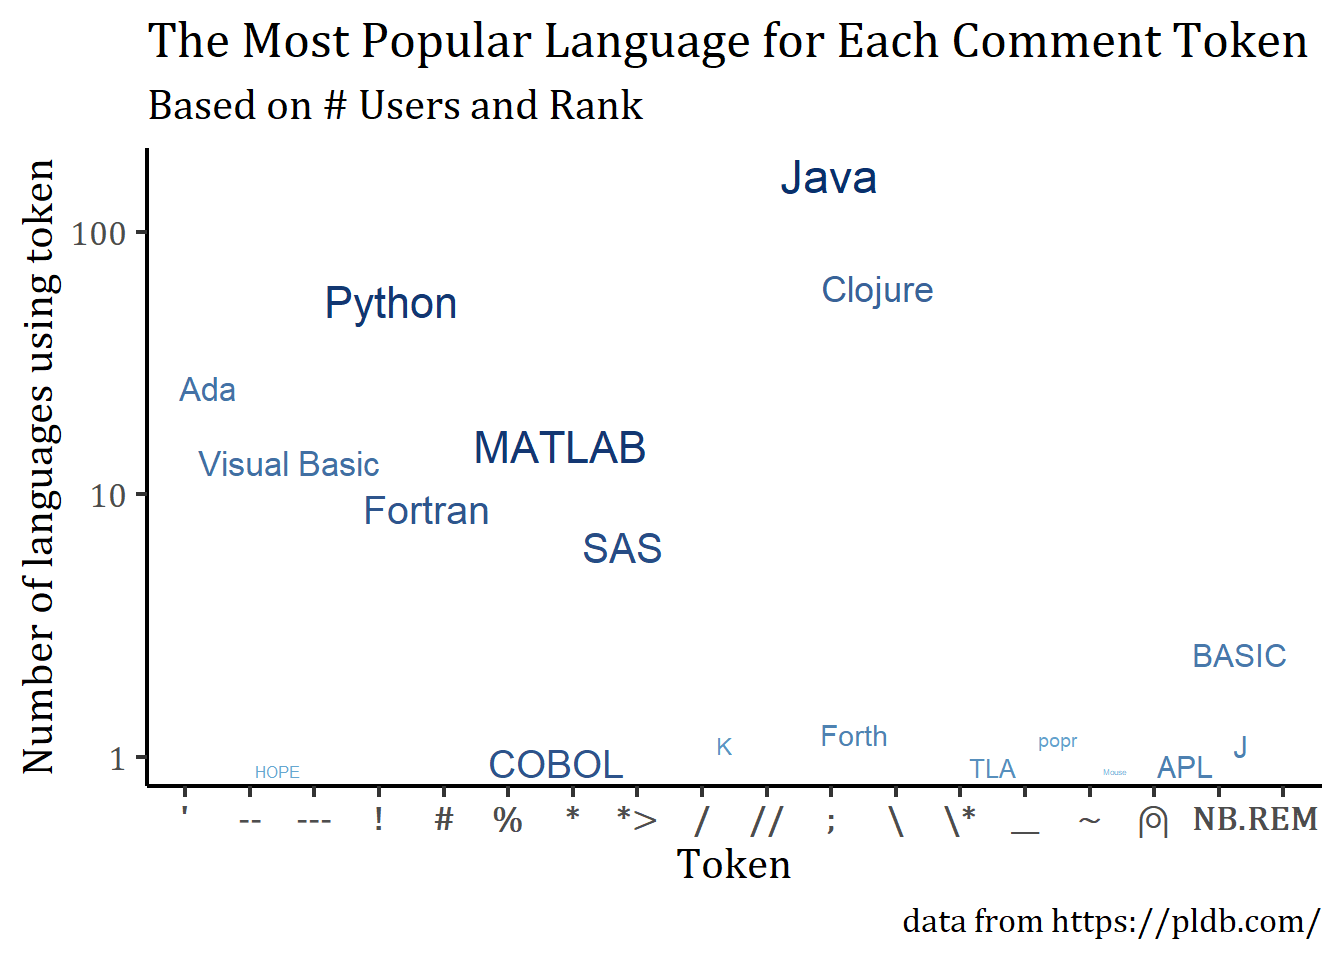 The Most Popular Language for Each Comment Token
Based on # Users and Rank
Number of languages using token
100
10
1
Java
Clojure
Python
Ada
MATLAB
Visual Basic
Fortran
SAS
BASIC
Forth
K
popr
J
COBOL
HOPE
TLA
Mouse
APL
' -- --- ! # % * *> / // ; \ \* __ ~ ⍝ NB. REM
Token
data from https://pldb.com/